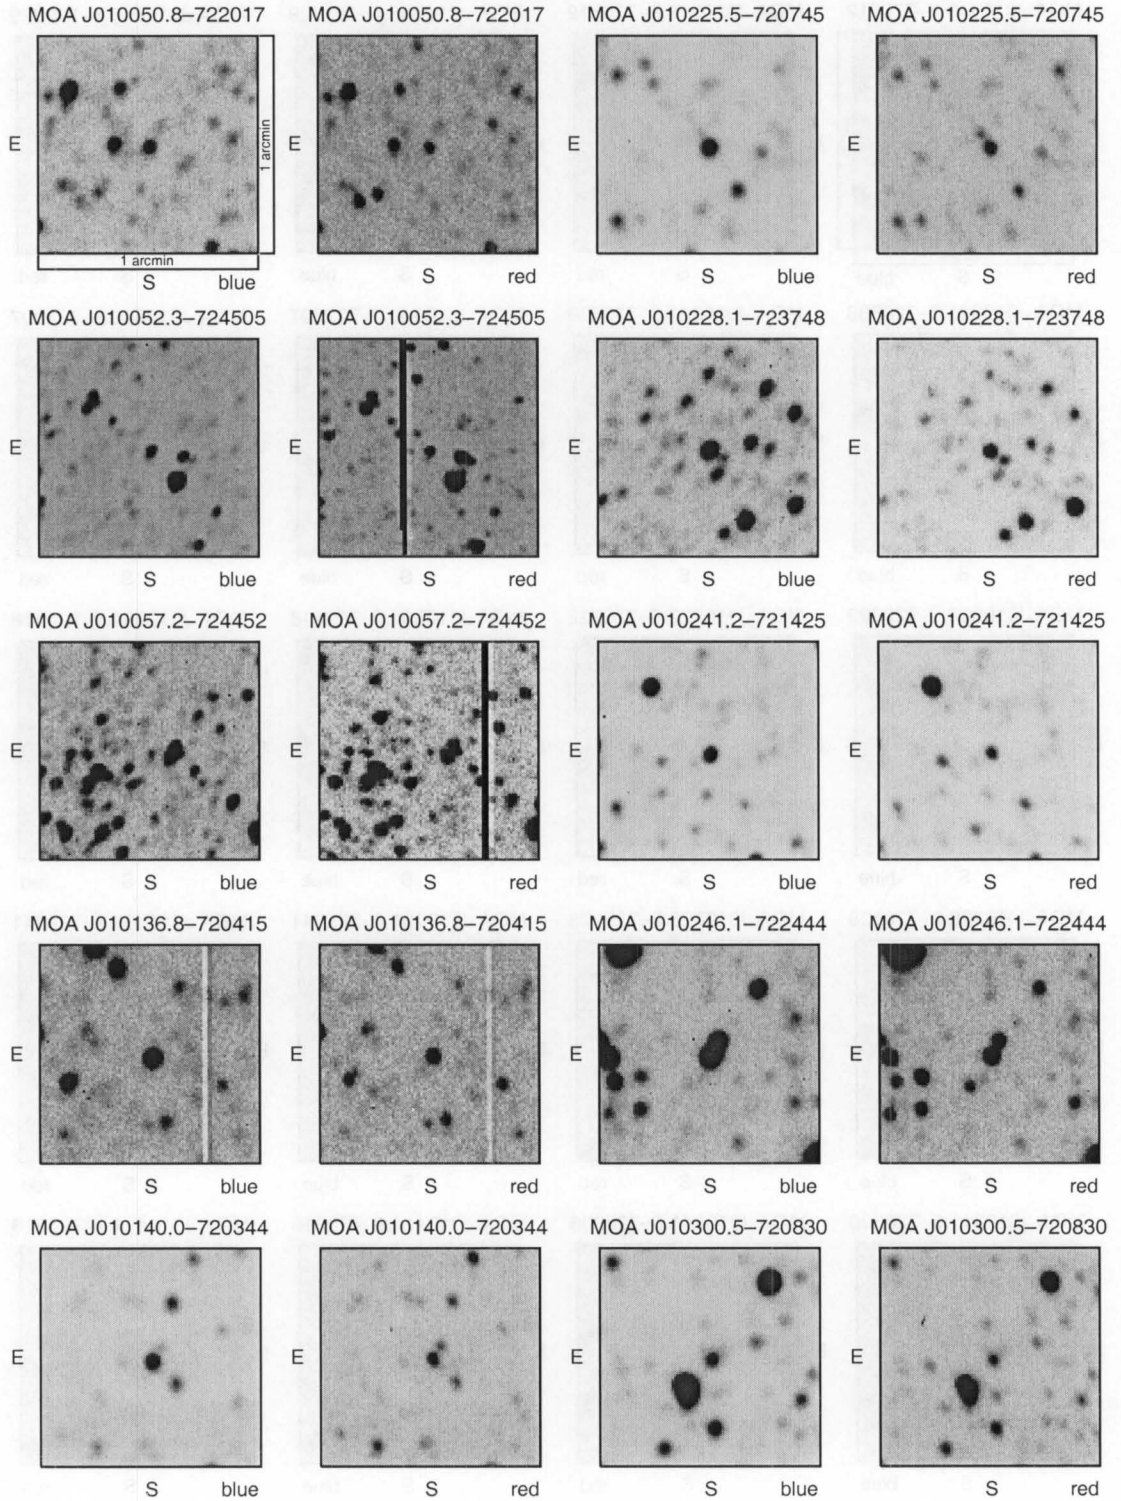 MOA J010050.8–722017 MOA J010050.8–722017 MOA J010225.5–720745 MOA J010225.5–720745
E E E E
1 arcmin
1 arcmin
S blue S red S blue S red
MOA J010052.3–724505 MOA J010052.3–724505 MOA J010228.1–723748 MOA J010228.1–723748
E E E E
S blue S red S blue S red
MOA J010057.2–724452 MOA J010057.2–724452 MOA J010241.2–721425 MOA J010241.2–721425
E E E E
S blue S red S blue S red
MOA J010136.8–720415 MOA J010136.8–720415 MOA J010246.1–722444 MOA J010246.1–722444
E E E E
S blue S red S blue S red
MOA J010140.0–720344 MOA J010140.0–720344 MOA J010300.5–720830 MOA J010300.5–720830
E E E E
S blue S red S blue S red